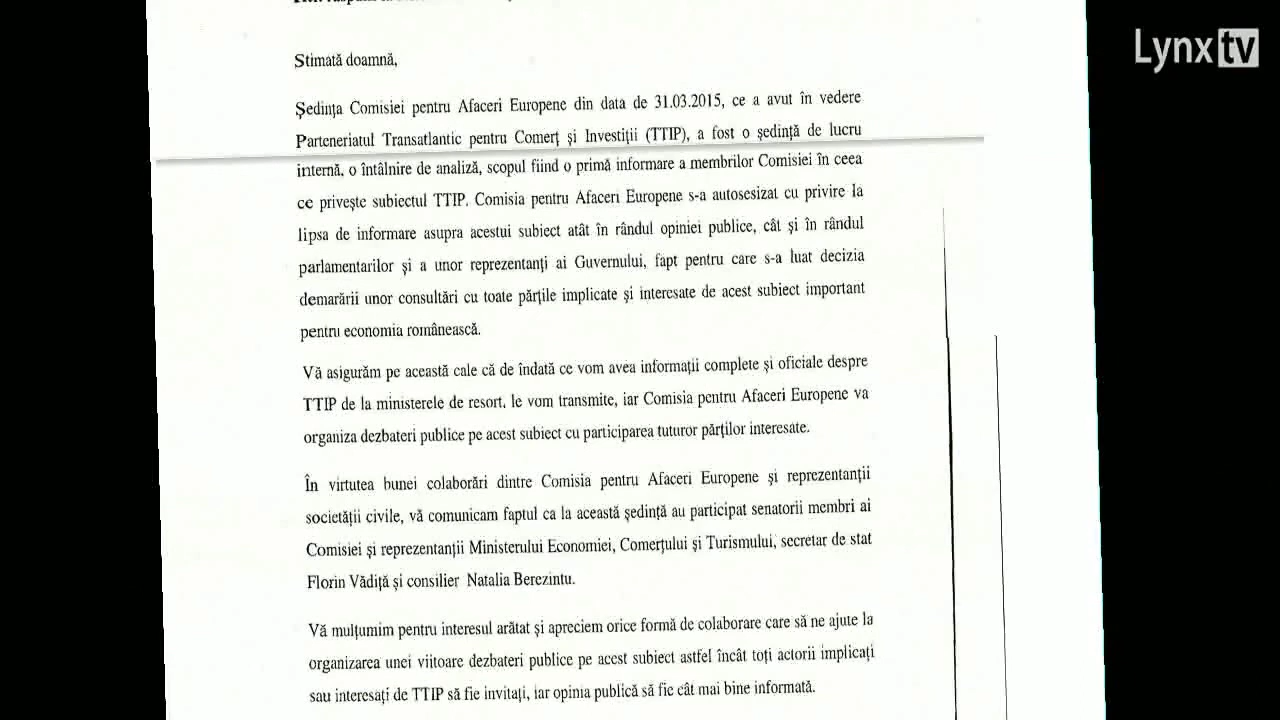 Lynx tv
Stimată doamnă,
Ședința Comisiei pentru Afaceri Europene din data de 31.03.2015, ce a avut în vedere
Parteneriatul Transatlantic pentru Comerț și Investiții (TTIP), a fost o ședință de lucru
internă, o întâlnire de analiză, scopul fiind o primă informare a membrilor Comisiei în ceea
ce privește subiectul TTIP. Comisia pentru Afaceri Europene s-a autosesizat cu privire la
lipsa de informare asupra acestui subiect atât în rândul opiniei publice, cât și în rândul
parlamentarilor și a unor reprezentanți ai Guvernului, fapt pentru care s-a luat decizia
demarării unor consultări cu toate părțile implicate și interesate de acest subiect important
pentru economia românească.
Vă asigurăm pe această cale că de îndată ce vom avea informații complete și oficiale despre
TTIP de la ministerele de resort, le vom transmite, iar Comisia pentru Afaceri Europene va
organiza dezbateri publice pe acest subiect cu participarea tuturor părților interesate.
În virtutea bunei colaborări dintre Comisia pentru Afaceri Europene și reprezentanții
societății civile, vă comunicam faptul ca la această ședință au participat senatorii membri ai
Comisiei și reprezentanții Ministerului Economiei, Comerțului și Turismului, secretar de stat
Florin Vădiță și consilier Natalia Berezintu.
Vă mulțumim pentru interesul arătat și apreciem orice formă de colaborare care să ne ajute la
organizarea unei viitoare dezbateri publice pe acest subiect astfel încât toți actorii implicați
sau interesați de TTIP să fie invitați, iar opinia publică să fie cât mai bine informată.